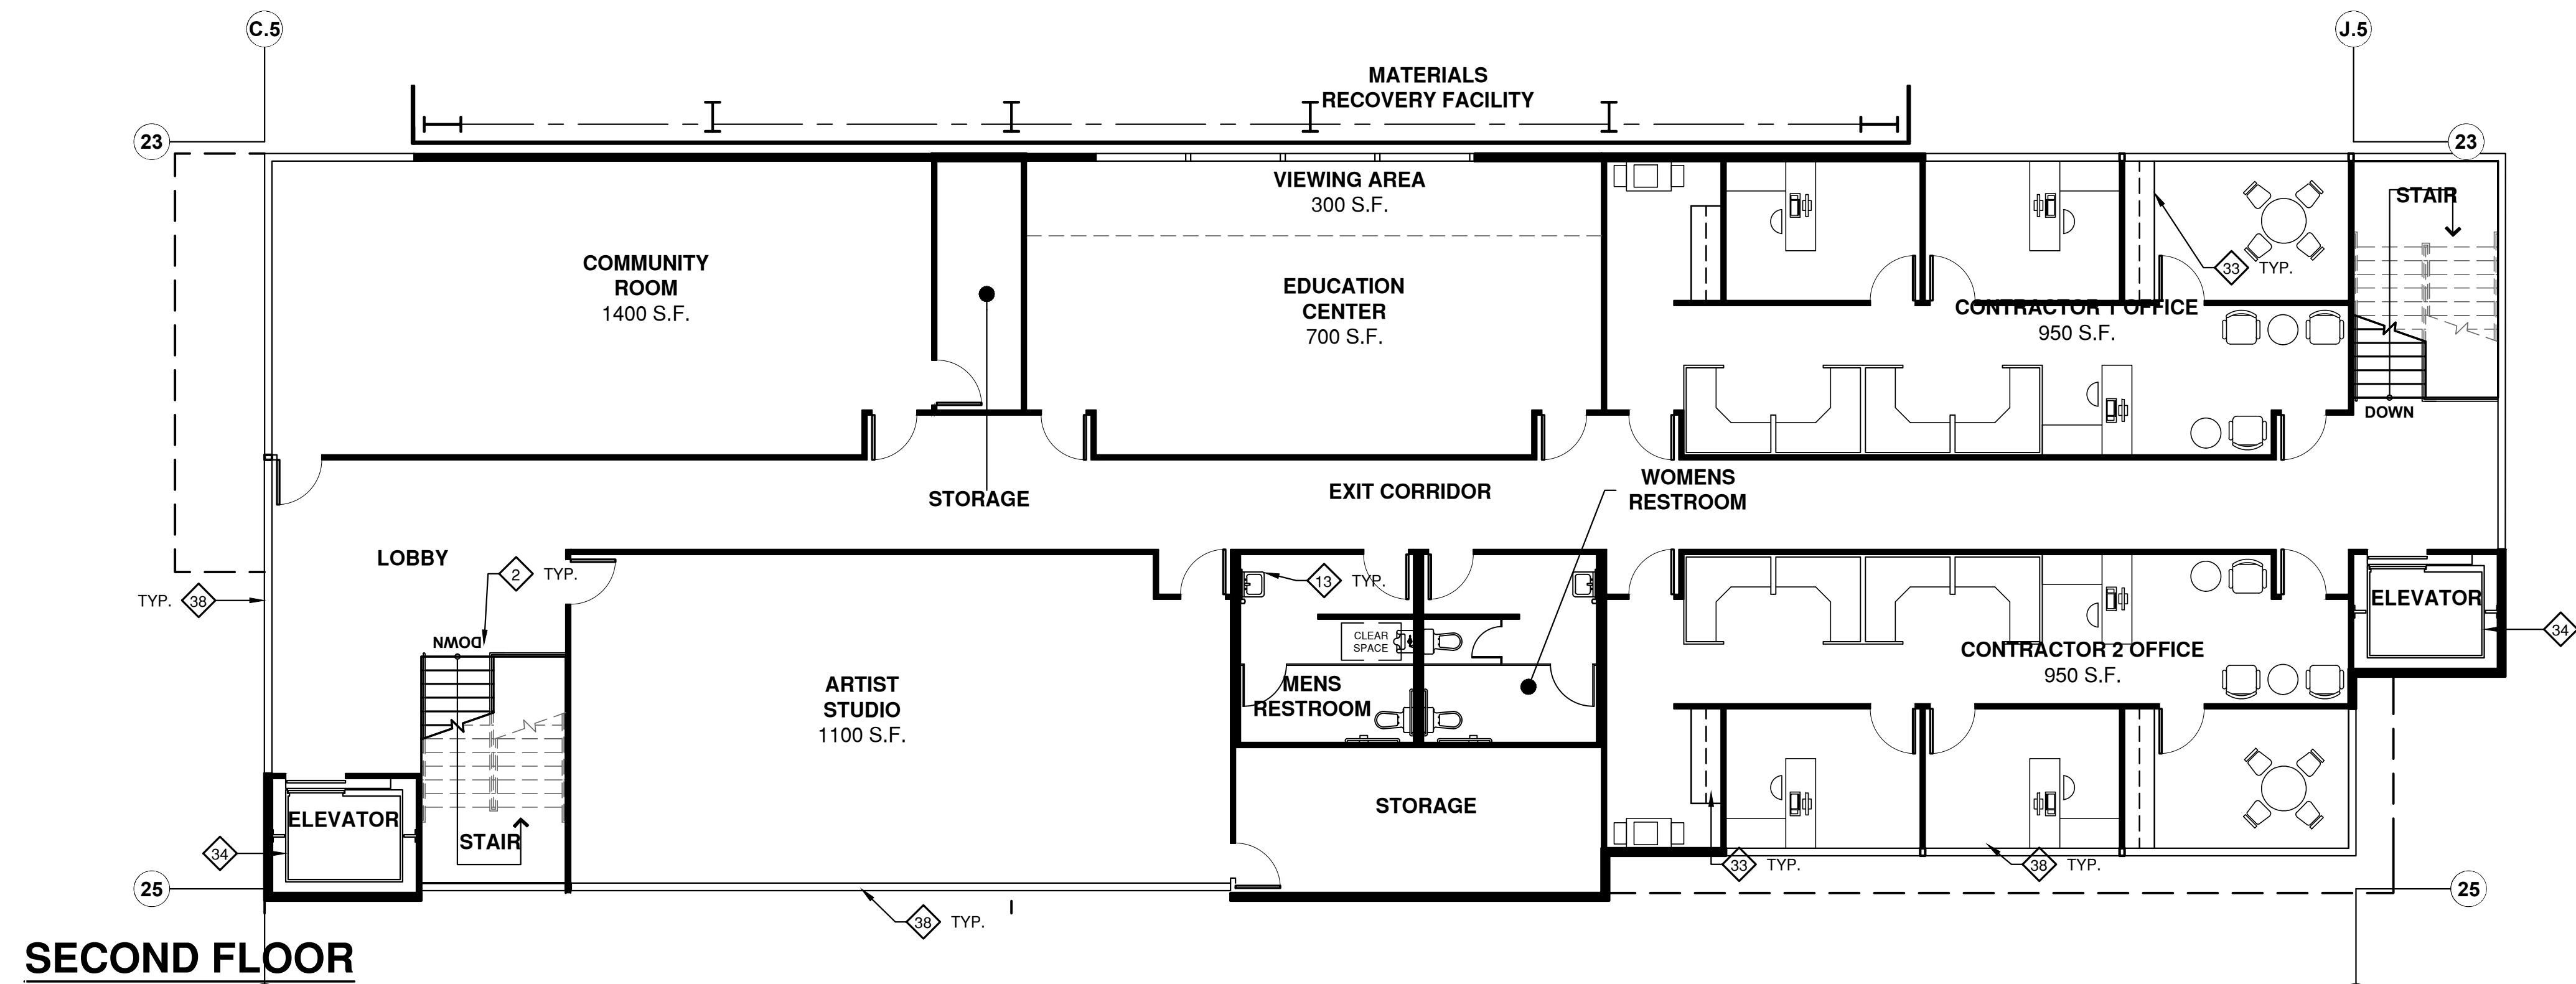 C.5
J.5
MATERIALS
RECOVERY FACILITY
23
23
VIEWING AREA
300 S.F.
STAIR
COMMUNITY
ROOM
1400 S.F.
33 TYP.
EDUCATION
CENTER
700 S.F.
CONTRACTOR 1 OFFICE
950 S.F.
DOWN
STORAGE
EXIT CORRIDOR
WOMENS
RESTROOM
LOBBY
2 TYP.
13 TYP.
TYP. 38
ELEVATOR
34
DOWN
CLEAR
SPACE
CONTRACTOR 2 OFFICE
950 S.F.
ARTIST
STUDIO
1100 S.F.
MENS
RESTROOM
STORAGE
ELEVATOR
STAIR
34
33 TYP.
38 TYP.
25
25
38 TYP.
SECOND FLOOR